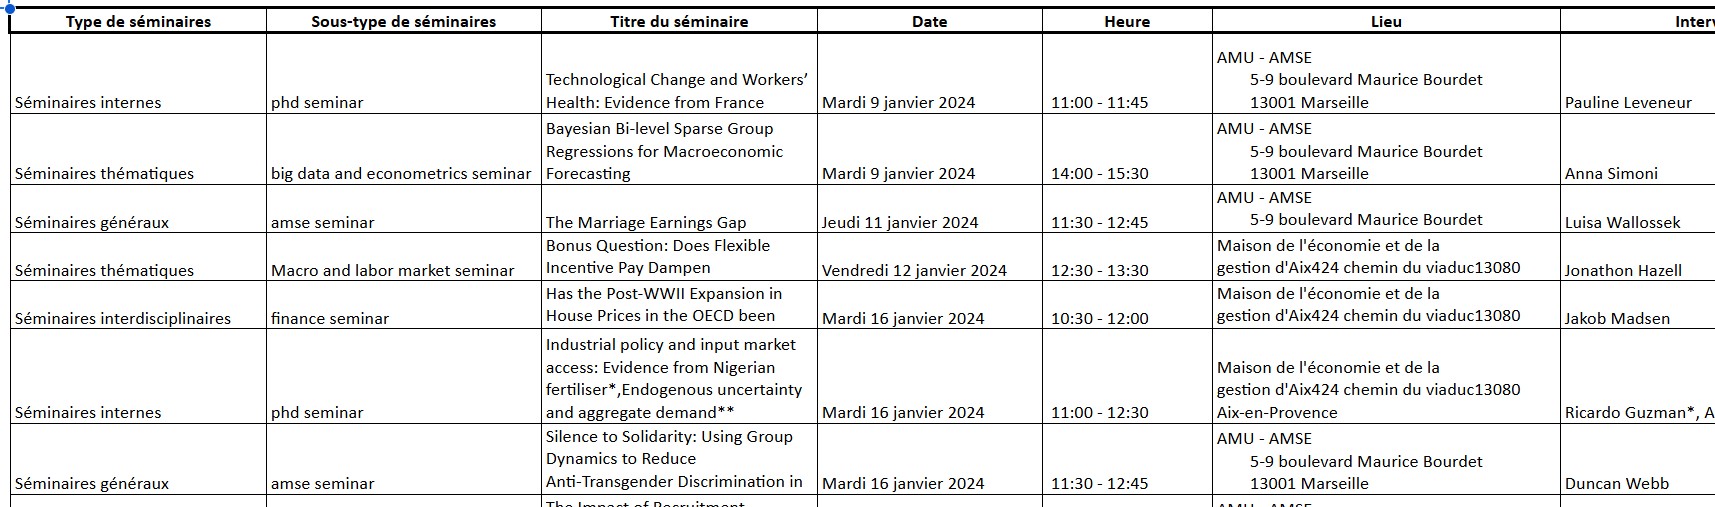 Type de séminaires Sous-type de séminaires Titre du séminaire Date Heure Lieu
AMU - AMSE
Technological Change and Workers’ 5-9 boulevard Maurice Bourdet
Séminaires internes phd seminar Health: Evidence from France Mardi 9 janvier 2024 11:00 - 11:45 13001 Marseille Pauline Leveneur
Bayesian Bi-level Sparse Group AMU - AMSE
Regressions for Macroeconomic 5-9 boulevard Maurice Bourdet
Séminaires thématiques big data and econometrics seminar Forecasting Mardi 9 janvier 2024 14:00 - 15:30 13001 Marseille Anna Simoni
AMU - AMSE
Séminaires généraux amse seminar The Marriage Earnings Gap Jeudi 11 janvier 2024 11:30 - 12:45 5-9 boulevard Maurice Bourdet Luisa Wallossek
Bonus Question: Does Flexible Maison de l'économie et de la
Séminaires thématiques Macro and labor market seminar Incentive Pay Dampen Vendredi 12 janvier 2024 12:30 - 13:30 gestion d'Aix424 chemin du viaduc13080 Jonathon Hazell
Has the Post-WWII Expansion in Maison de l'économie et de la
Séminaires interdisciplinaires finance seminar House Prices in the OECD been Mardi 16 janvier 2024 10:30 - 12:00 gestion d'Aix424 chemin du viaduc13080 Jakob Madsen
Industrial policy and input market
access: Evidence from Nigerian Maison de l'économie et de la
fertiliser*,Endogenous uncertainty gestion d'Aix424 chemin du viaduc13080
Séminaires internes phd seminar and aggregate demand** Mardi 16 janvier 2024 11:00 - 12:30 Aix-en-Provence Ricardo Guzman*, A
Silence to Solidarity: Using Group AMU - AMSE
Dynamics to Reduce 5-9 boulevard Maurice Bourdet
Séminaires généraux amse seminar Anti-Transgender Discrimination in Mardi 16 janvier 2024 11:30 - 12:45 13001 Marseille Duncan Webb
The Impact of Recruitment AMU - AMSE